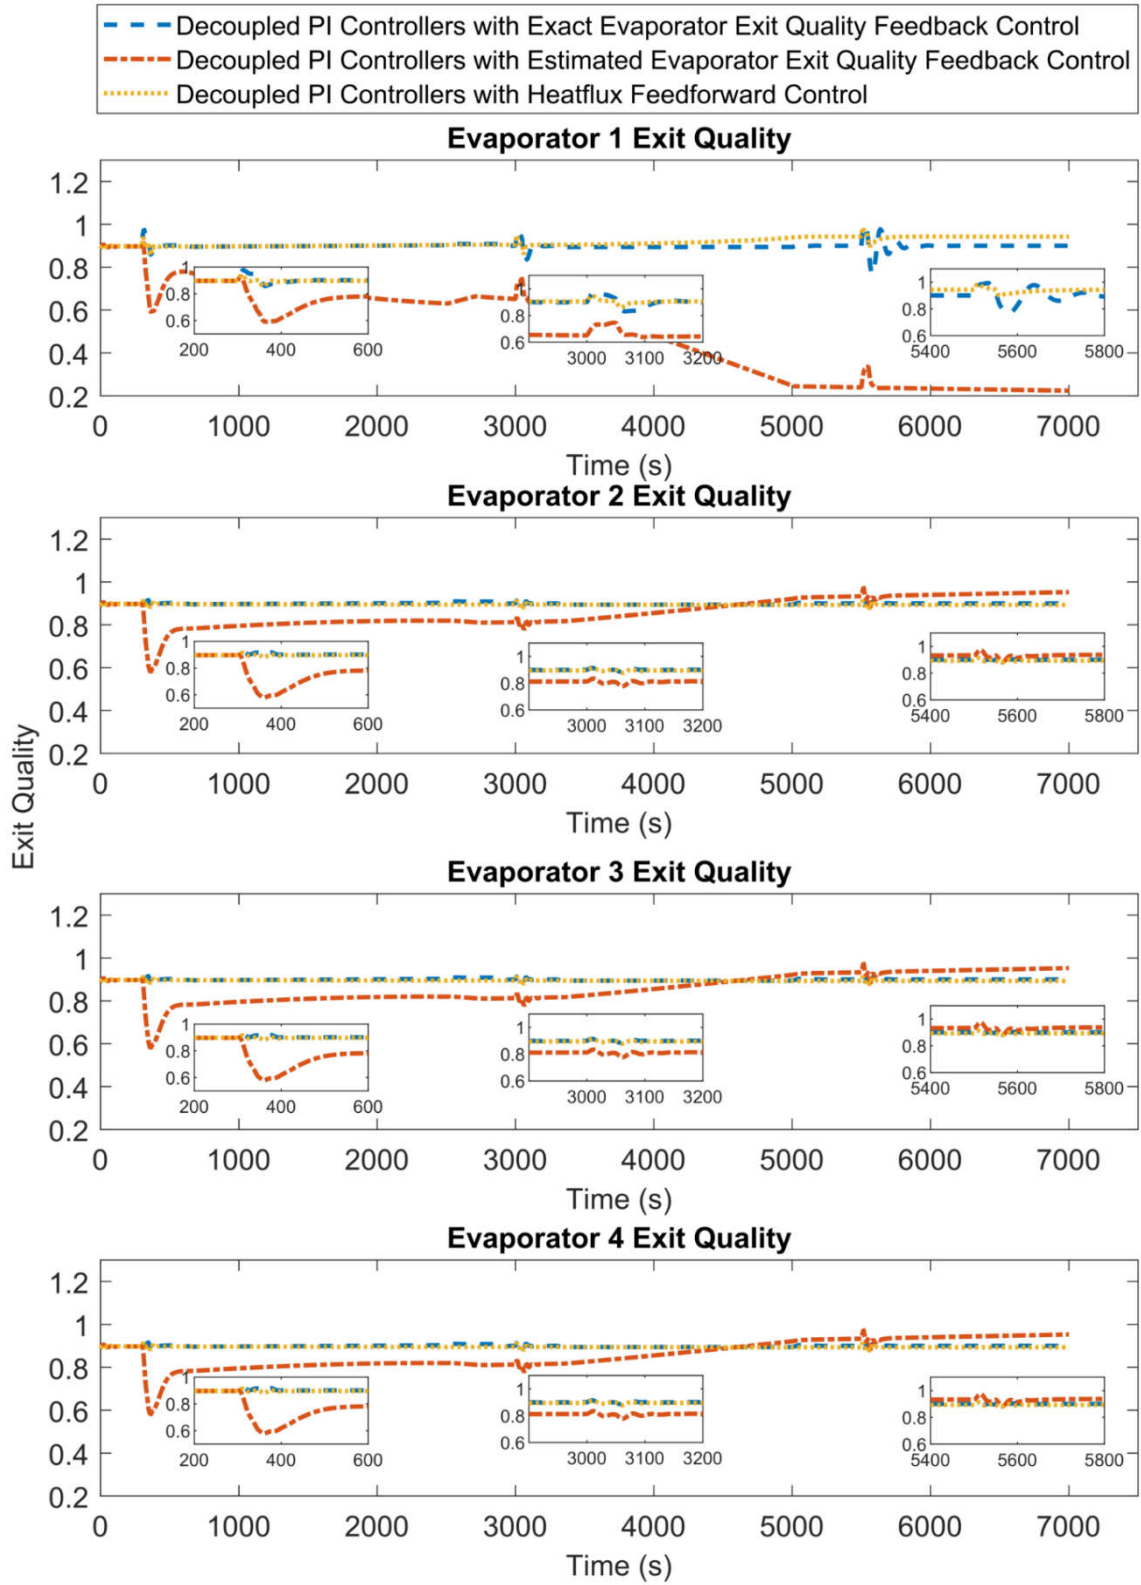 Decoupled PI Controllers with Exact Evaporator Exit Quality Feedback Control
Decoupled PI Controllers with Estimated Evaporator Exit Quality Feedback Control
Decoupled PI Controllers with Heatflux Feedforward Control
Evaporator 1 Exit Quality
1.2
1
0.8
0.6
0.4
0.2
1
0.8
0.6
200 400 600
1
0.8
0.6
3000 3100 3200
1
0.8
0.6
5400 5600 5800
0 1000 2000 3000 4000 5000 6000 7000
Time (s)
Evaporator 2 Exit Quality
1.2
1
0.8
0.6
0.4
0.2
1
0.8
0.6
200 400 600
1
0.8
0.6
3000 3100 3200
1
0.8
0.6
5400 5600 5800
0 1000 2000 3000 4000 5000 6000 7000
Time (s)
Exit Quality
Evaporator 3 Exit Quality
1.2
1
0.8
0.6
0.4
0.2
1
0.8
0.6
200 400 600
1
0.8
0.6
3000 3100 3200
1
0.8
0.6
5400 5600 5800
0 1000 2000 3000 4000 5000 6000 7000
Time (s)
Evaporator 4 Exit Quality
1.2
1
0.8
0.6
0.4
0.2
1
0.8
0.6
200 400 600
1
0.8
0.6
3000 3100 3200
1
0.8
0.6
5400 5600 5800
0 1000 2000 3000 4000 5000 6000 7000
Time (s)